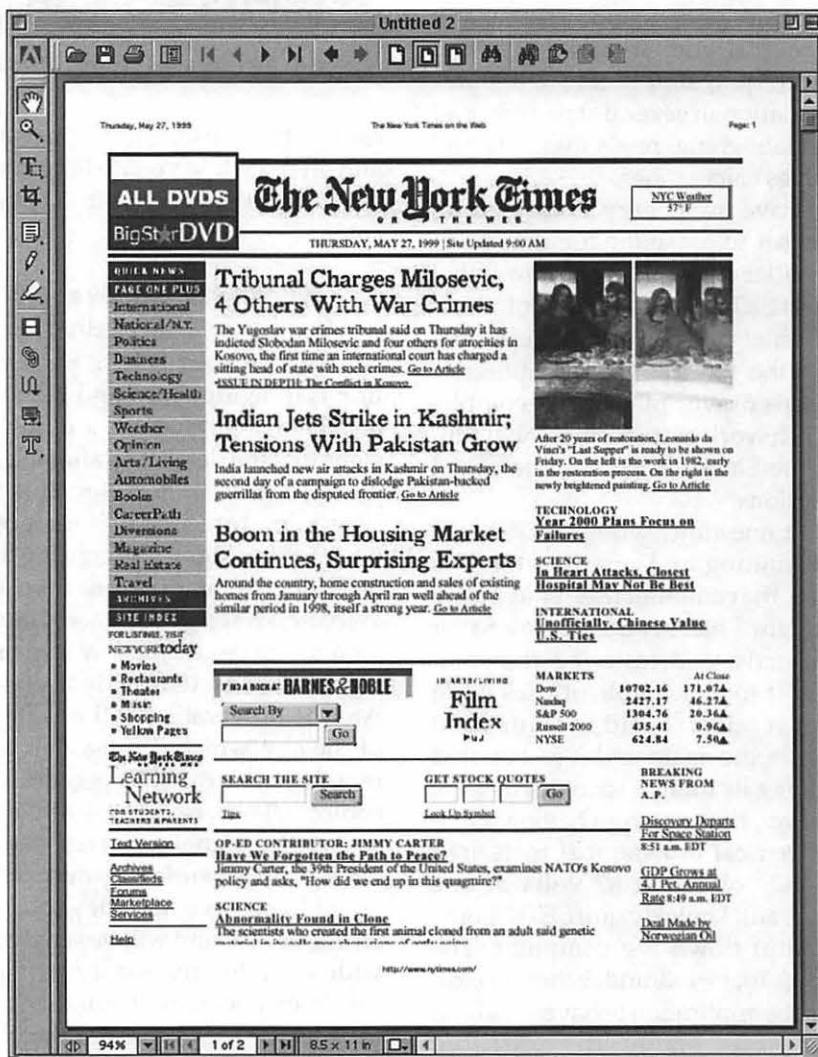 Untitled 2
Thursday, May 27, 1999
The New York Times on the Web
Page: 1
ALL DVDS
BigStarDVD
The New York Times
ON THE WEB
NYC Weather
57° F
THURSDAY, MAY 27, 1999 | Site Updated 9:00 AM
QUICK NEWS
PAGE ONE PLUS
International
National/N.Y.
Politics
Business
Technology
Science/Health
Sports
Weather
Opinion
Arts/Living
Automobiles
Books
CareerPath
Diversions
Magazine
Real Estate
Travel
ARCHIVES
SITE INDEX
FOR LISTINGS, VISIT
NEWYORKtoday
Movies
Restaurants
Theater
Music
Shopping
Yellow Pages
The New York Times
Learning
Network
FOR STUDENTS,
TEACHERS & PARENTS
Text Version
Archives
Classifieds
Forums
Marketplace
Services
Help
Tribunal Charges Milosevic,
4 Others With War Crimes
The Yugoslav war crimes tribunal said on Thursday it has
indicted Slobodan Milosevic and four others for atrocities in
Kosovo, the first time an international court has charged a
sitting head of state with such crimes. Go to Article
•ISSUE IN DEPTH: The Conflict in Kosovo
Indian Jets Strike in Kashmir;
Tensions With Pakistan Grow
India launched new air attacks in Kashmir on Thursday, the
second day of a campaign to dislodge Pakistan-backed
guerrillas from the disputed frontier. Go to Article
Boom in the Housing Market
Continues, Surprising Experts
Around the country, home construction and sales of existing
homes from January through April ran well ahead of the
similar period in 1998, itself a strong year. Go to Article
After 20 years of restoration, Leonardo da
Vinci's "Last Supper" is ready to be shown on
Friday. On the left is the work in 1982, early
in the restoration process. On the right is the
newly brightened painting. Go to Article
TECHNOLOGY
Year 2000 Plans Focus on
Failures
SCIENCE
In Heart Attacks, Closest
Hospital May Not Be Best
INTERNATIONAL
Unofficially, Chinese Value
U.S. Ties
FIND A BOOK AT BARNES & NOBLE
Search By
Go
IN ARTS/LIVING
Film
Index
MARKETS At Close
Dow 10702.16 171.07▲
Nasdaq 2427.17 46.27▲
S&P 500 1304.76 20.36▲
Russell 2000 435.41 0.96▲
NYSE 624.84 7.50▲
SEARCH THE SITE
Search
Tips
GET STOCK QUOTES
Go
Look Up Symbol
OP-ED CONTRIBUTOR: JIMMY CARTER
Have We Forgotten the Path to Peace?
Jimmy Carter, the 39th President of the United States, examines NATO's Kosovo
policy and asks, "How did we end up in this quagmire?"
SCIENCE
Abnormality Found in Clone
The scientists who created the first animal cloned from an adult said genetic
BREAKING
NEWS FROM
A.P.
Discovery Departs
For Space Station
8:51 a.m. EDT
GDP Grows at
4.1 Pct. Annual
Rate 8:49 a.m. EDT
Deal Made by
Norwegian Oil
http://www.nytimes.com/
94%
1 of 2
8.5 x 11 in